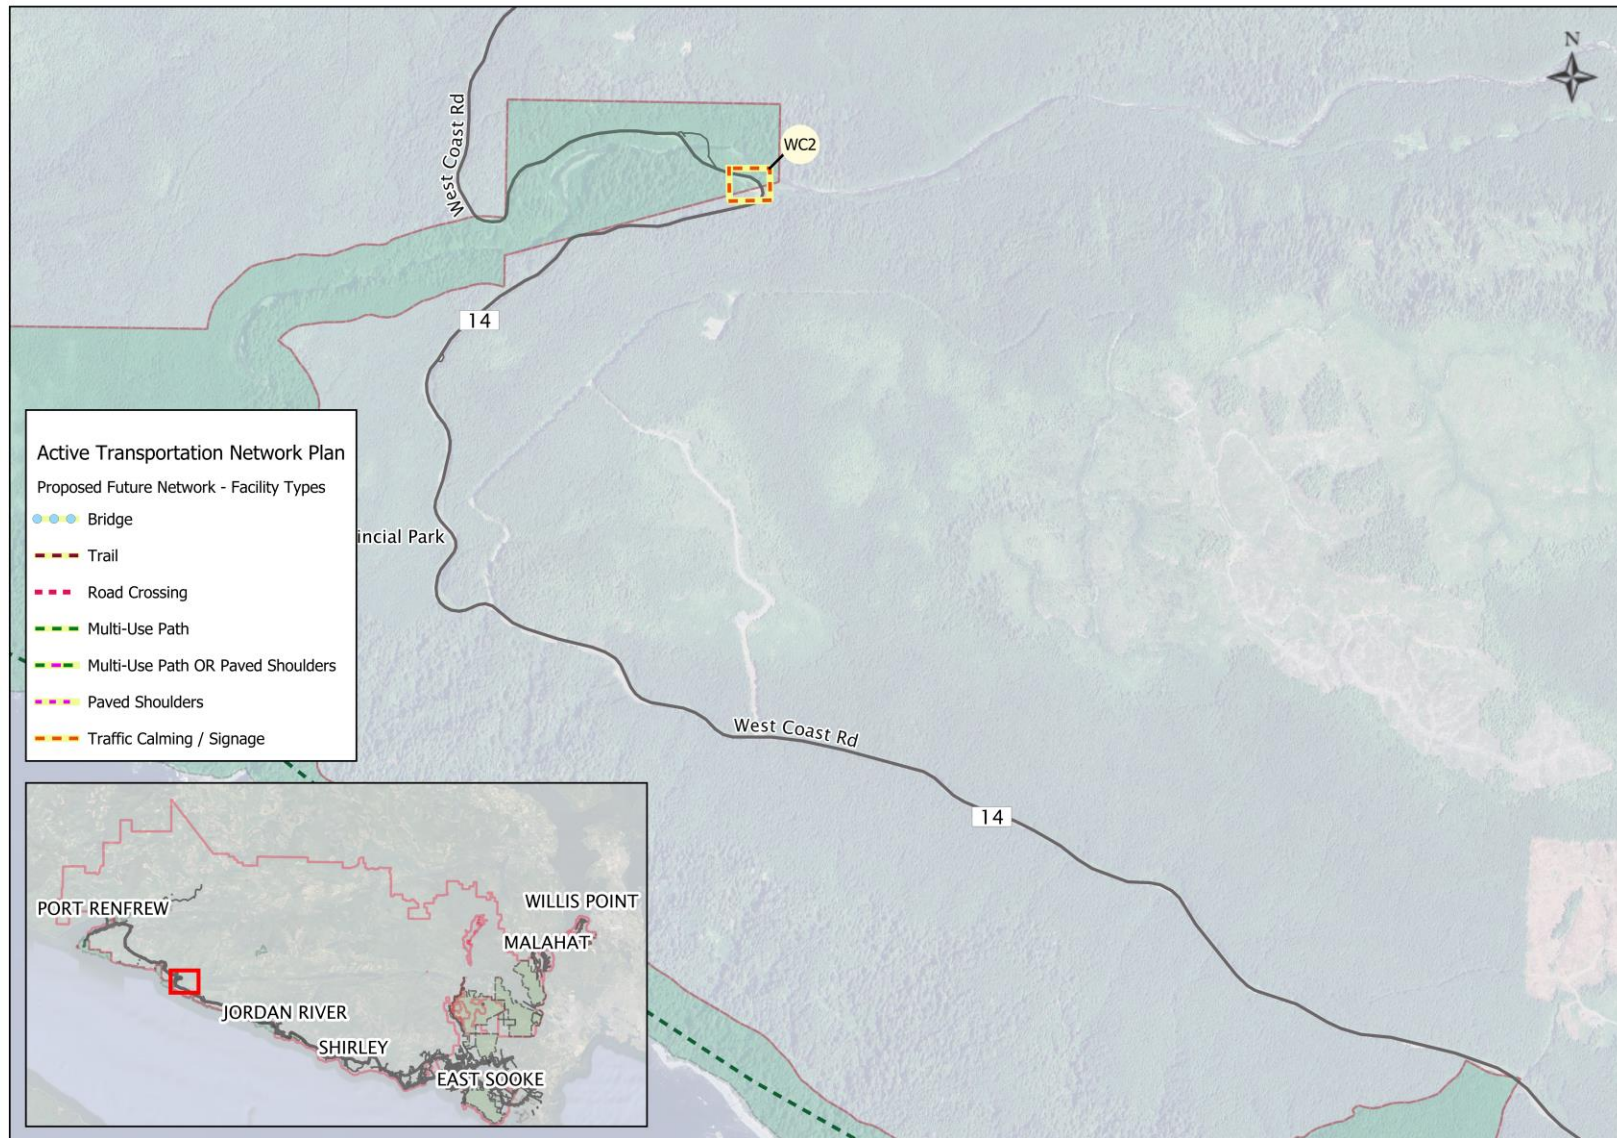 N
West Coast Rd
WC2
14
Active Transportation Network Plan
Proposed Future Network - Facility Types
Bridge
Trail
Road Crossing
Multi-Use Path
Multi-Use Path OR Paved Shoulders
Paved Shoulders
Traffic Calming / Signage
incial Park
West Coast Rd
14
PORT RENFREW
WILLIS POINT
MALAHAT
JORDAN RIVER
SHIRLEY
EAST SOOKE